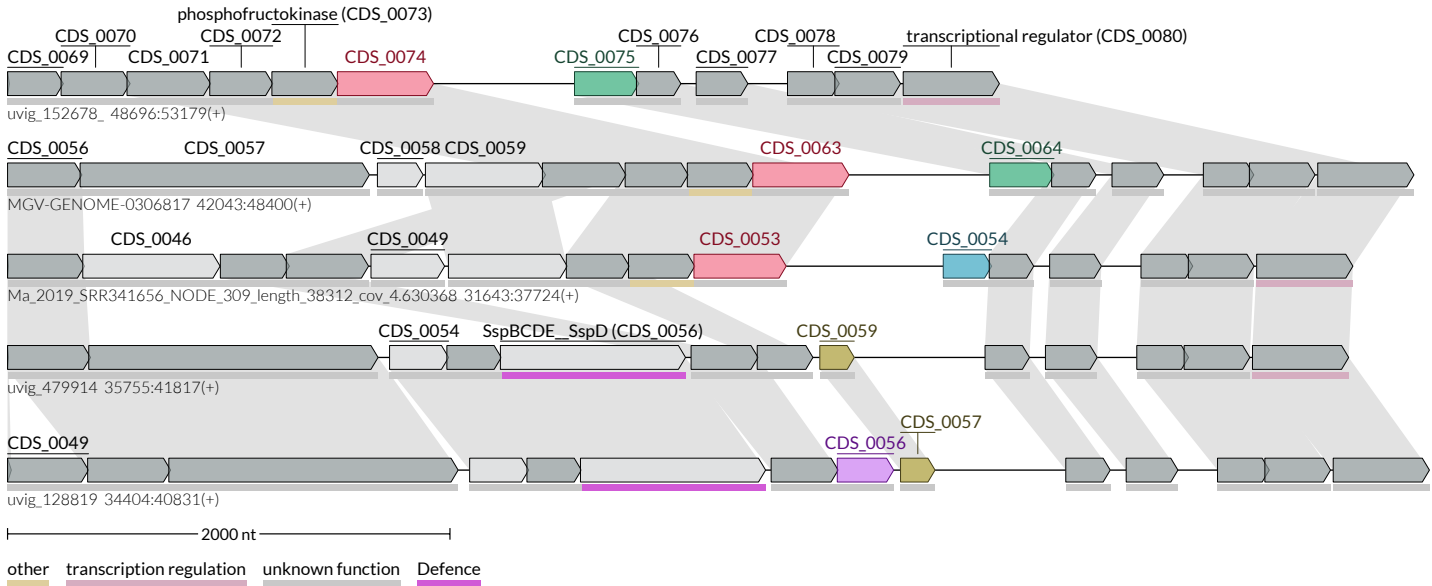 phosphofructokinase (CDS_0073)
CDS_0070 CDS_0072 CDS_0076 CDS_0078 transcriptional regulator (CDS_0080)
CDS_0069 CDS_0071 CDS_0074 CDS_0075 CDS_0077 CDS_0079
uvig_152678_ 48696:53179(+)
CDS_0056 CDS_0057 CDS_0058 CDS_0059 CDS_0063 CDS_0064
MGV-GENOME-0306817 42043:48400(+)
CDS_0046 CDS_0049 CDS_0053 CDS_0054
Ma_2019_SRR341656_NODE_309_length_38312_cov_4.630368 31643:37724(+)
CDS_0054 SspBCDE__SspD (CDS_0056) CDS_0059
uvig_479914 35755:41817(+)
CDS_0057
CDS_0049 CDS_0056
uvig_128819 34404:40831(+)
2000 nt
other transcription regulation unknown function Defence